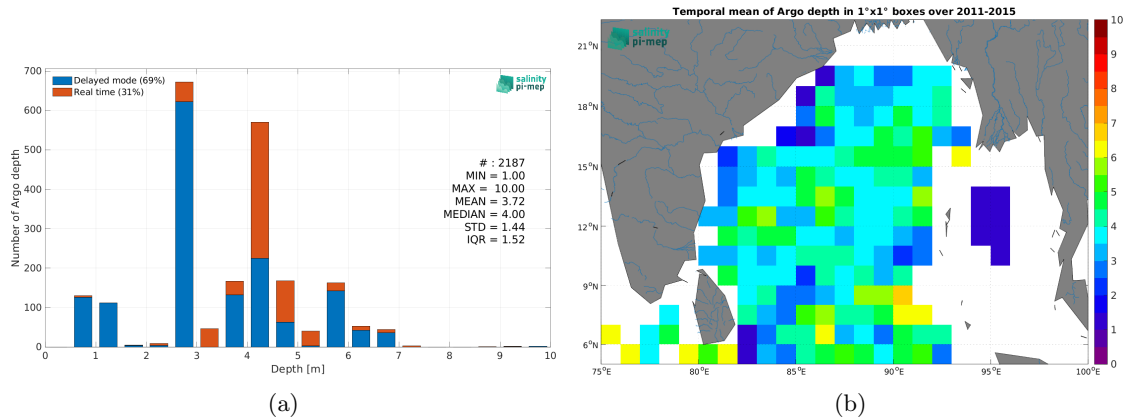 700
600
500
400
300
200
100
0
Number of Argo depth
Delayed mode (69%)
Real time (31%)
salinity
pi-mep
# : 2187
MIN = 1.00
MAX = 10.00
MEAN = 3.72
MEDIAN = 4.00
STD = 1.44
IQR = 1.52
0 1 2 3 4 5 6 7 8 9 10
Depth [m]
(a)
Temporal mean of Argo depth in 1°x1° boxes over 2011-2015
salinity
pi-mep
21°N
18°N
15°N
12°N
9°N
6°N
75°E 80°E 85°E 90°E 95°E 100°E
10
9
8
7
6
5
4
3
2
1
0
(b)